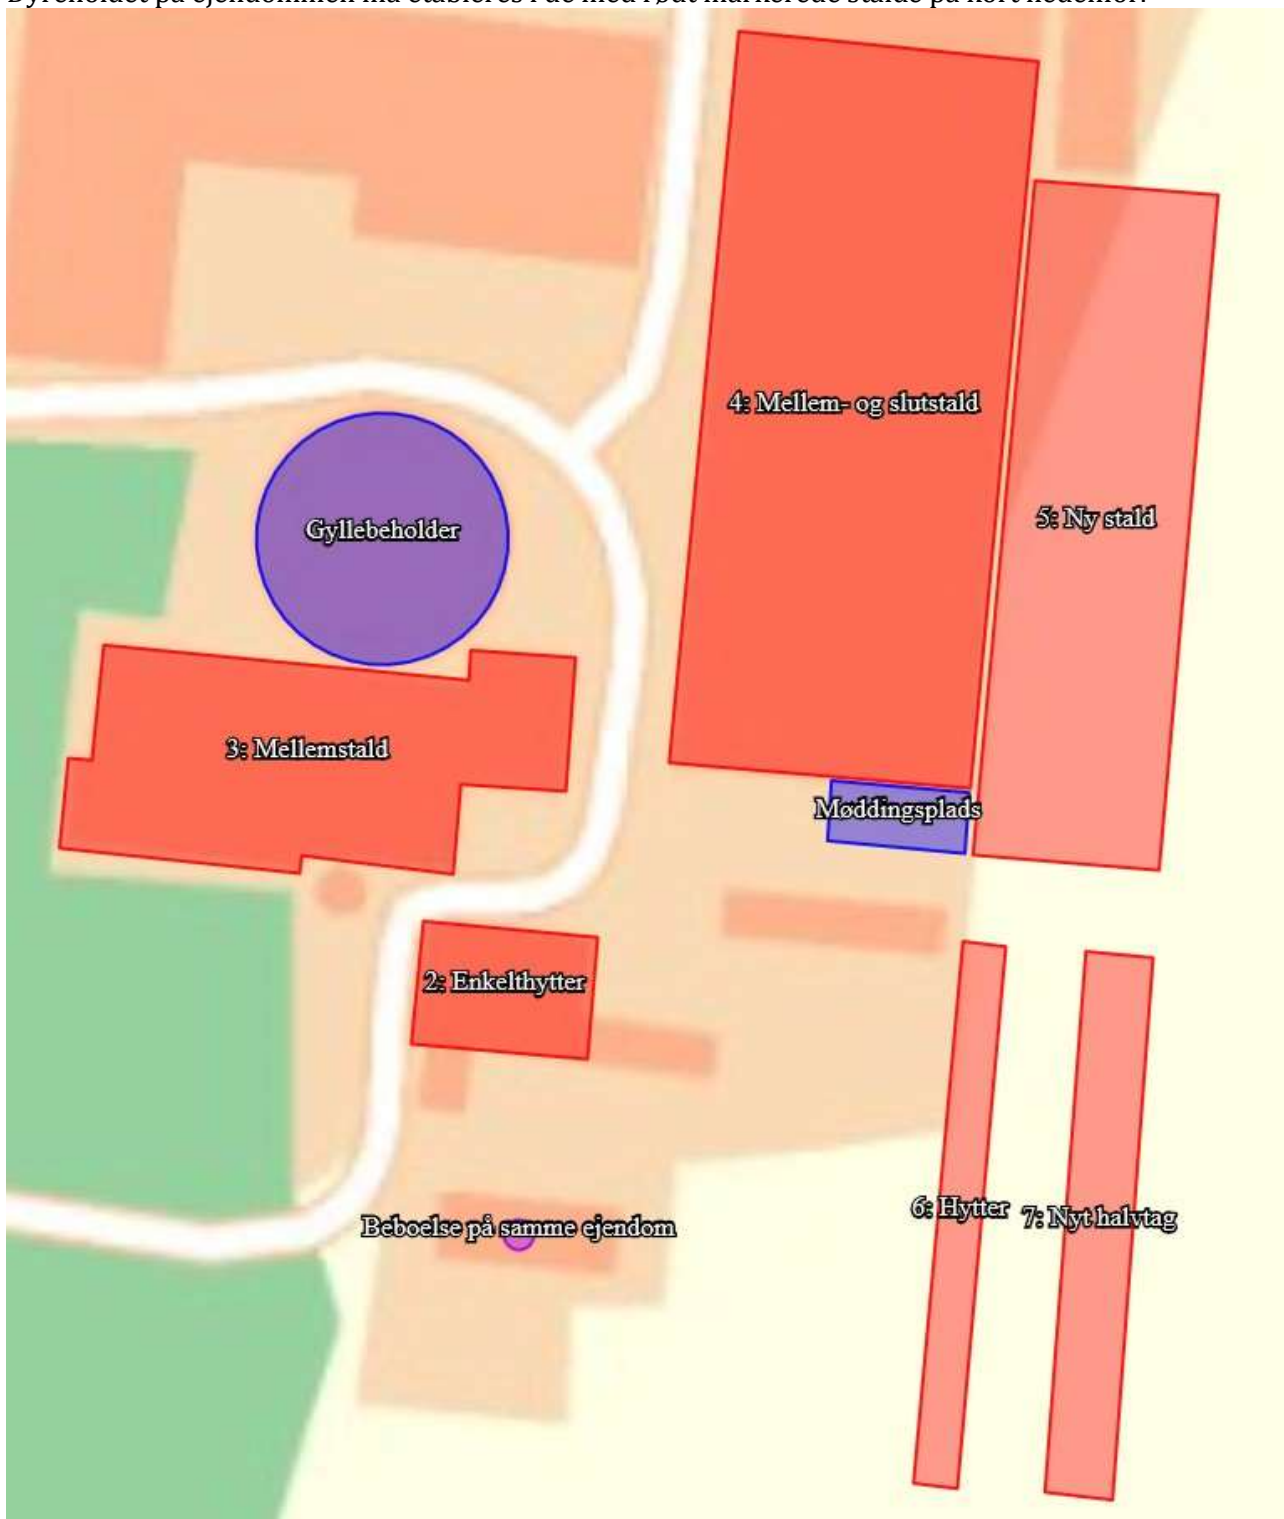 Dyreholdet på ejendommen må etableres i de med rødt markerede stalde på kort nedenfor:
4: Mellem- og slutstald
5: Ny stald
Gyllebeholder
3: Mellemstald
Møddingsplads
2: Enkelthytter
6: Hytter
7: Nyt halvtag
Beboelse på samme ejendom